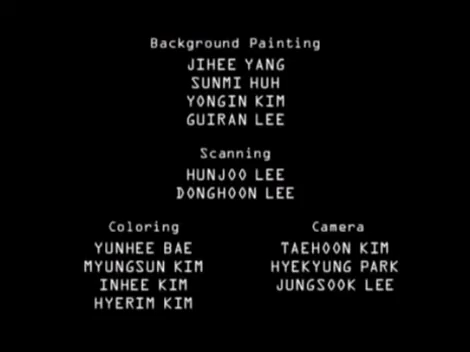 Background Painting
JIHEE YANG
SUNMI HUH
YONGIN KIM
GUIRAN LEE
Scanning
HUNJOO LEE
DONGHOON LEE
Coloring
YUNHEE BAE
MYUNGSUN KIM
INHEE KIM
HYERIM KIM
Camera
TAEHOON KIM
HYEKYUNG PARK
JUNGSOOK LEE